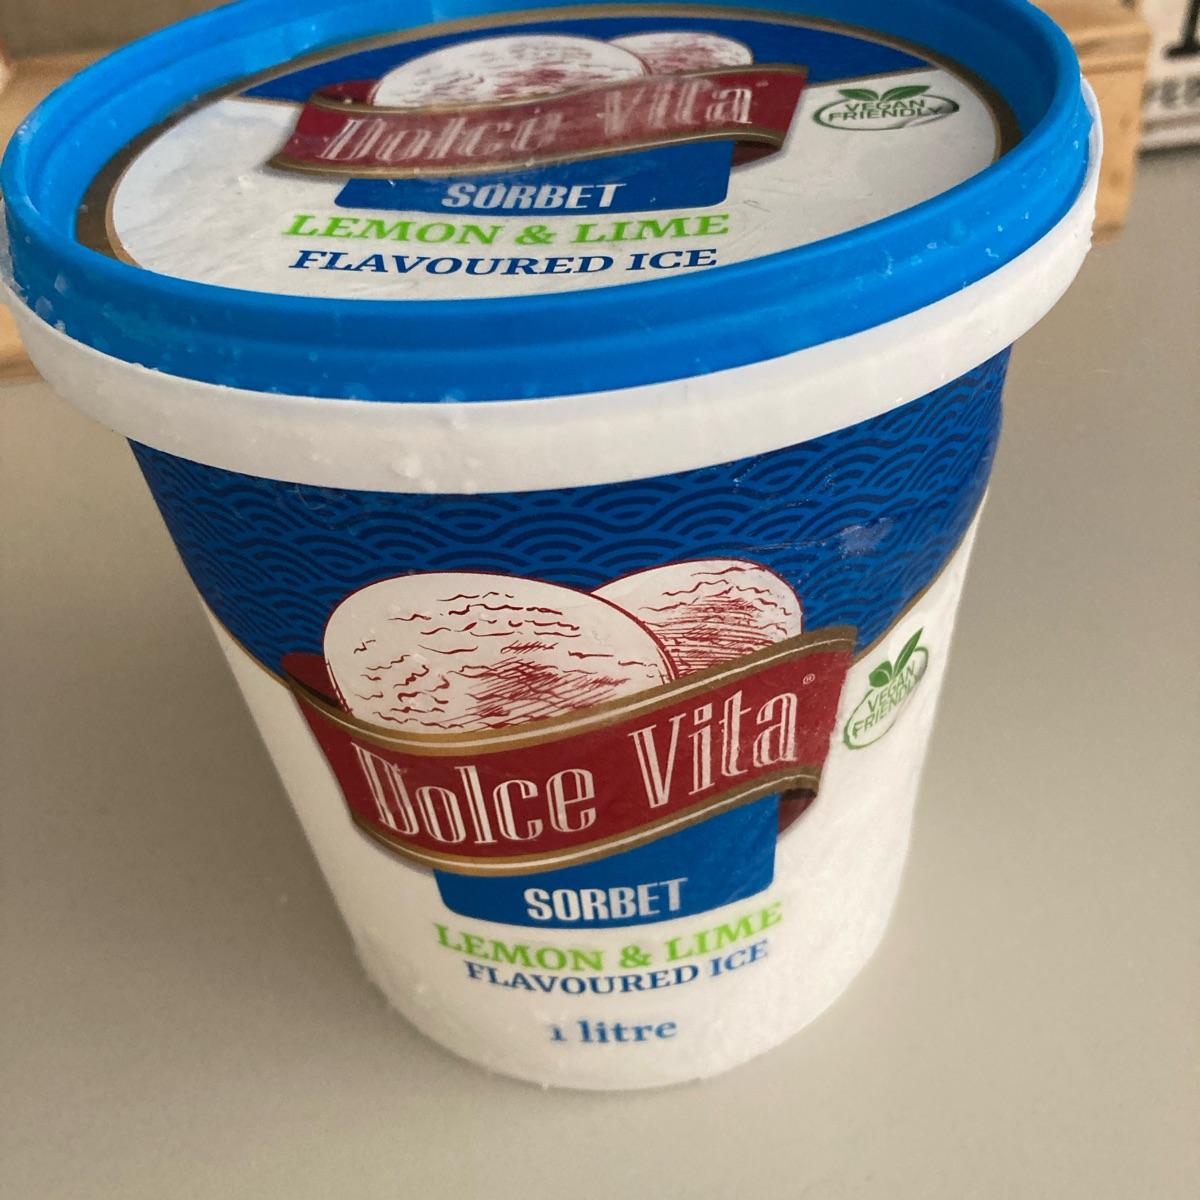 Dolce Vita
VEGAN
FRIENDLY
SORBET
LEMON & LIME
FLAVOURED ICE
Dolce Vita®
VEGAN
FRIENDLY
SORBET
LEMON & LIME
FLAVOURED ICE
1 litre